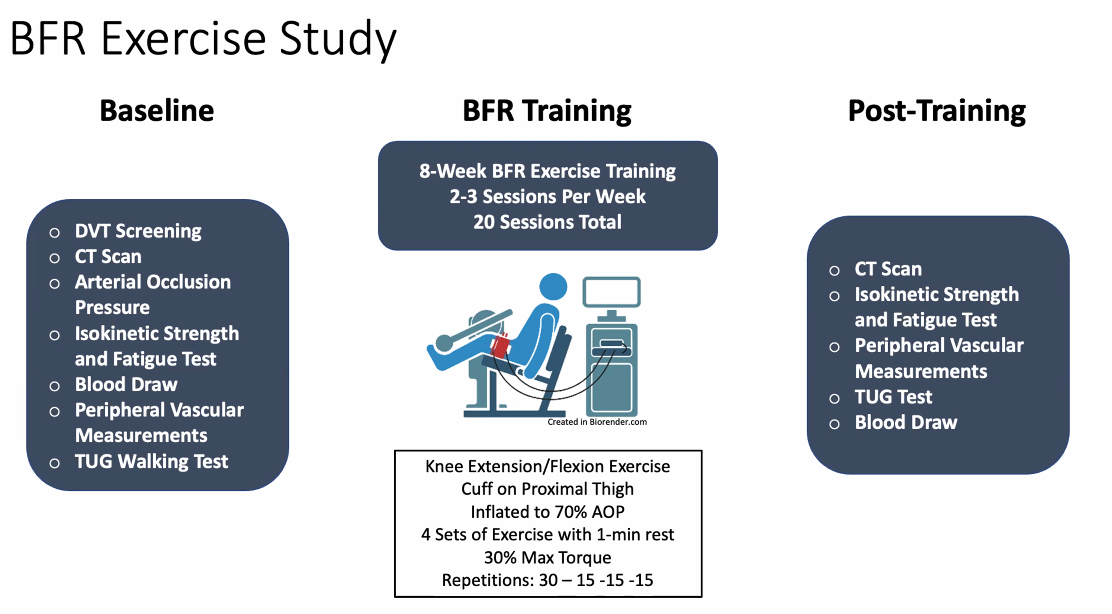 BFR Exercise Study
Baseline
○ DVT Screening
○ CT Scan
○ Arterial Occlusion
Pressure
○ Isokinetic Strength
and Fatigue Test
○ Blood Draw
○ Peripheral Vascular
Measurements
○ TUG Walking Test
BFR Training
8-Week BFR Exercise Training
2-3 Sessions Per Week
20 Sessions Total
Created in Biorender.com
Knee Extension/Flexion Exercise
Cuff on Proximal Thigh
Inflated to 70% AOP
4 Sets of Exercise with 1-min rest
30% Max Torque
Repetitions: 30 – 15 -15 -15
Post-Training
○ CT Scan
○ Isokinetic Strength
and Fatigue Test
○ Peripheral Vascular
Measurements
○ TUG Test
○ Blood Draw